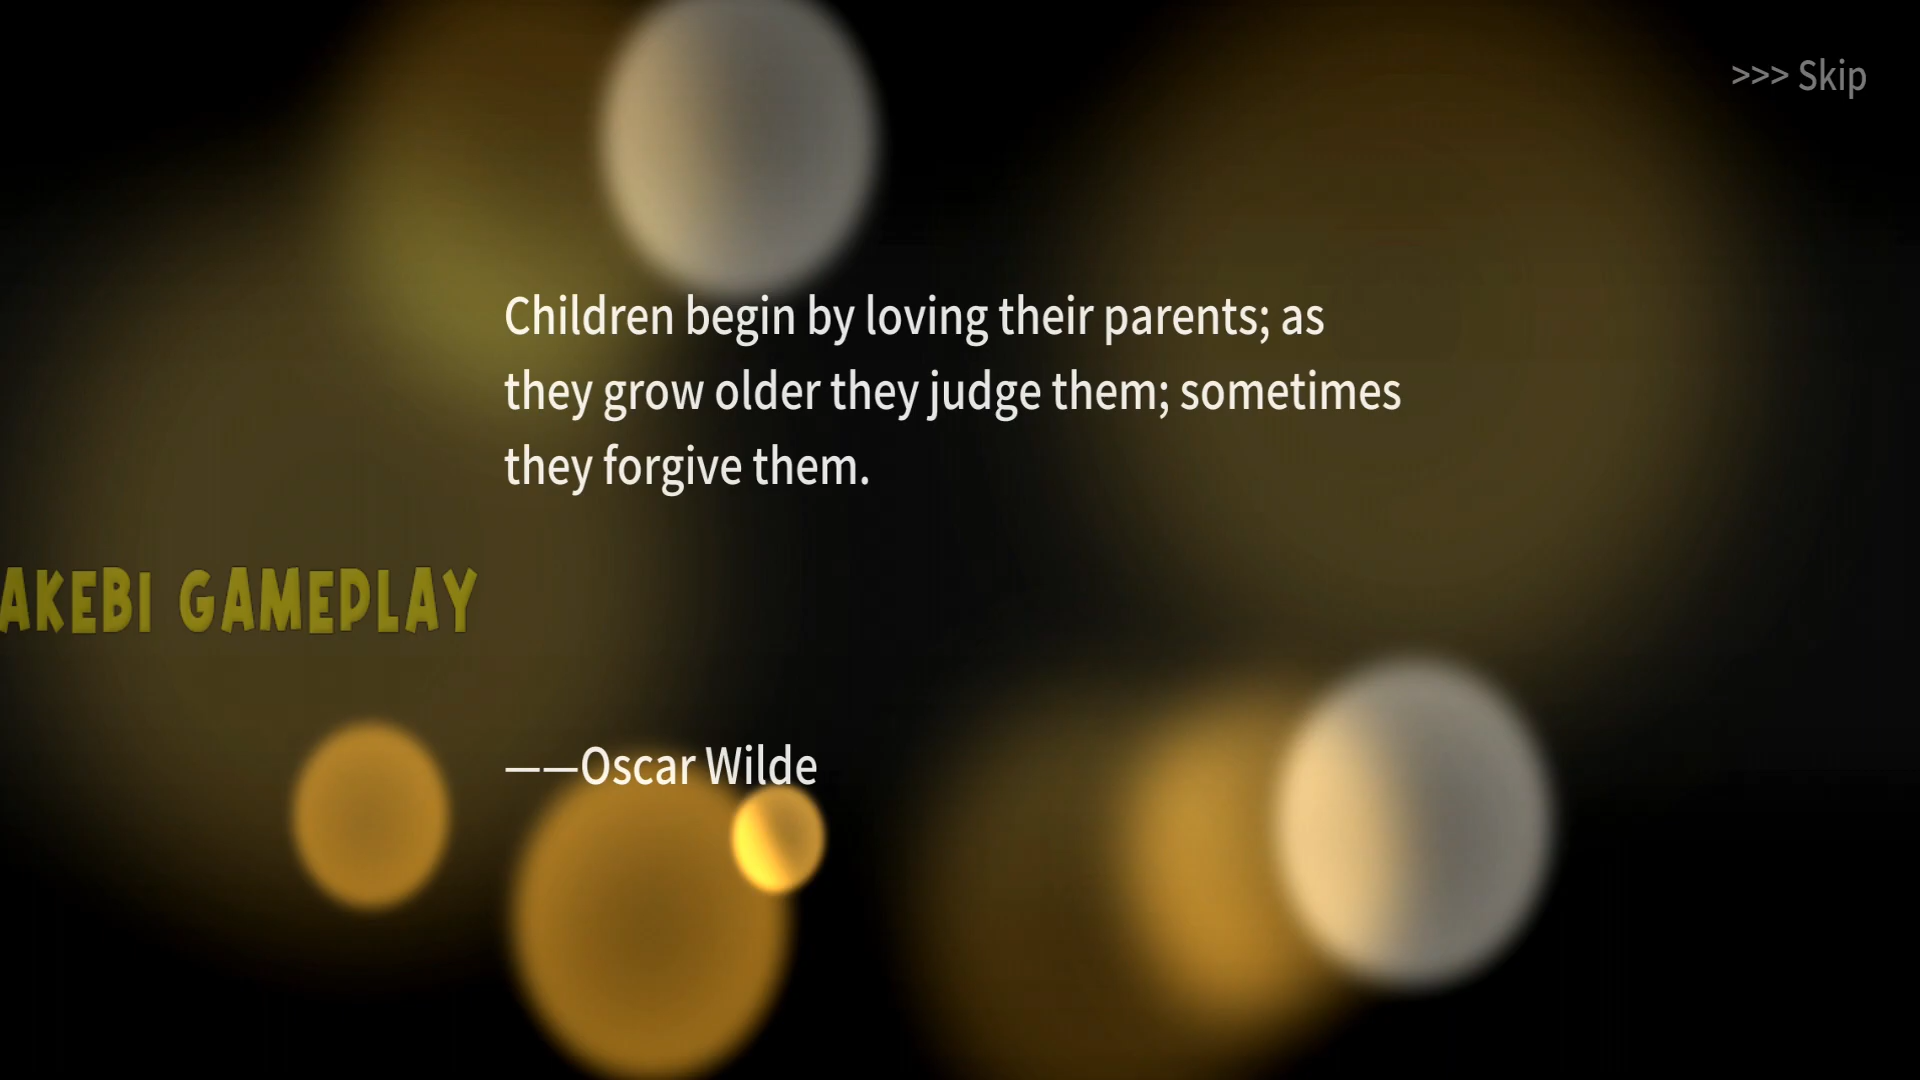 >>> Skip
Children begin by loving their parents; as
they grow older they judge them; sometimes
they forgive them.
AKEBI GAMEPLAY
——Oscar Wilde